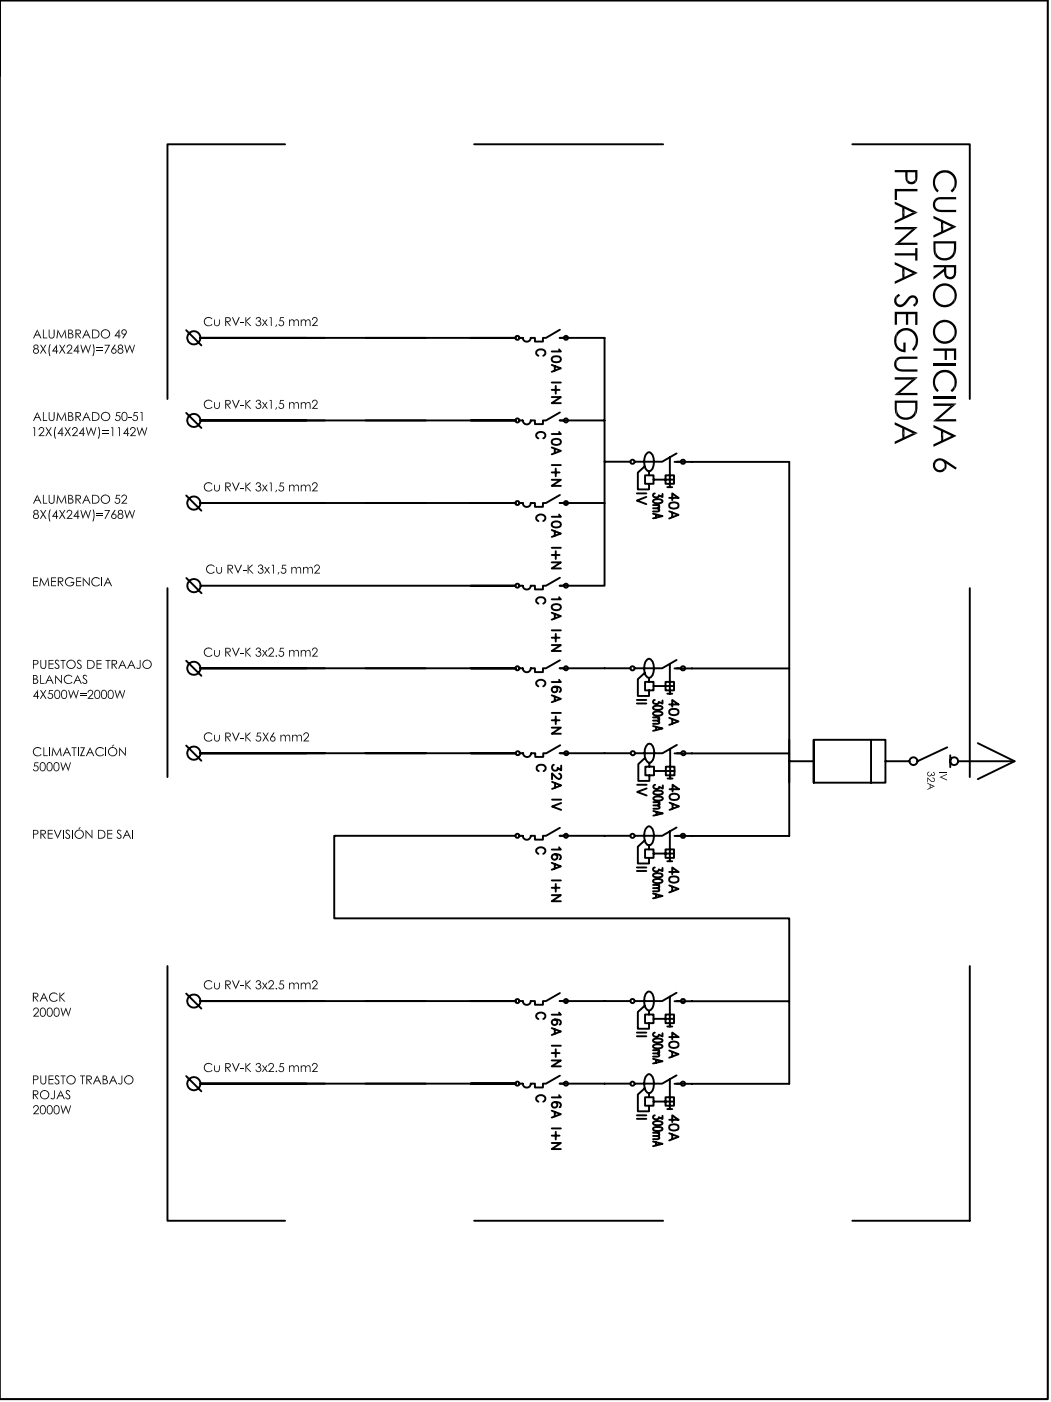 CUADRO OFICINA 6
PLANTA SEGUNDA
IV
32A
ALUMBRADO 49
8X(4X24W)=768W
Cu RV-K 3x1,5 mm2
10A I+N
C
ALUMBRADO 50-51
12X(4X24W)=1142W
Cu RV-K 3x1,5 mm2
10A I+N
C
40A
30mA
IV
ALUMBRADO 52
8X(4X24W)=768W
Cu RV-K 3x1,5 mm2
10A I+N
C
EMERGENCIA
Cu RV-K 3x1,5 mm2
10A I+N
C
PUESTOS DE TRAAJO
BLANCAS
4X500W=2000W
Cu RV-K 3x2.5 mm2
16A I+N
C
40A
300mA
II
CLIMATIZACIÓN
5000W
Cu RV-K 5X6 mm2
32A IV
C
40A
300mA
IV
PREVISIÓN DE SAI
16A I+N
C
40A
300mA
II
RACK
2000W
Cu RV-K 3x2.5 mm2
16A I+N
C
40A
300mA
II
PUESTO TRABAJO
ROJAS
2000W
Cu RV-K 3x2.5 mm2
16A I+N
C
40A
300mA
II